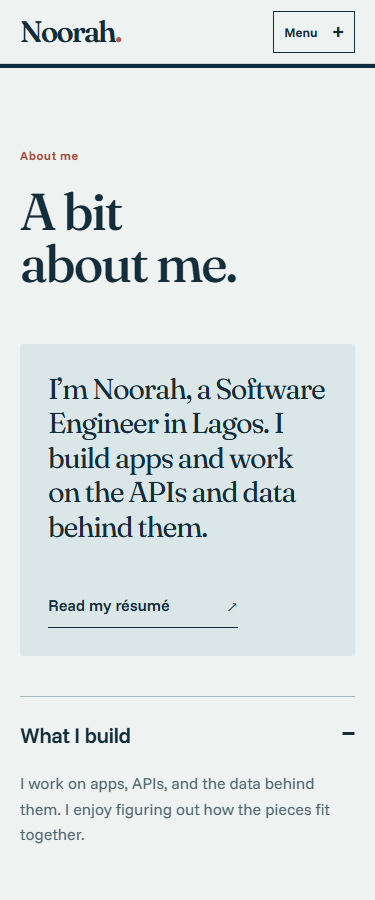 Noorah.
Menu +
About me
A bit
about me.
I’m Noorah, a Software
Engineer in Lagos. I
build apps and work
on the APIs and data
behind them.
Read my résumé ↗
What I build −
I work on apps, APIs, and the data behind
them. I enjoy figuring out how the pieces fit
together.